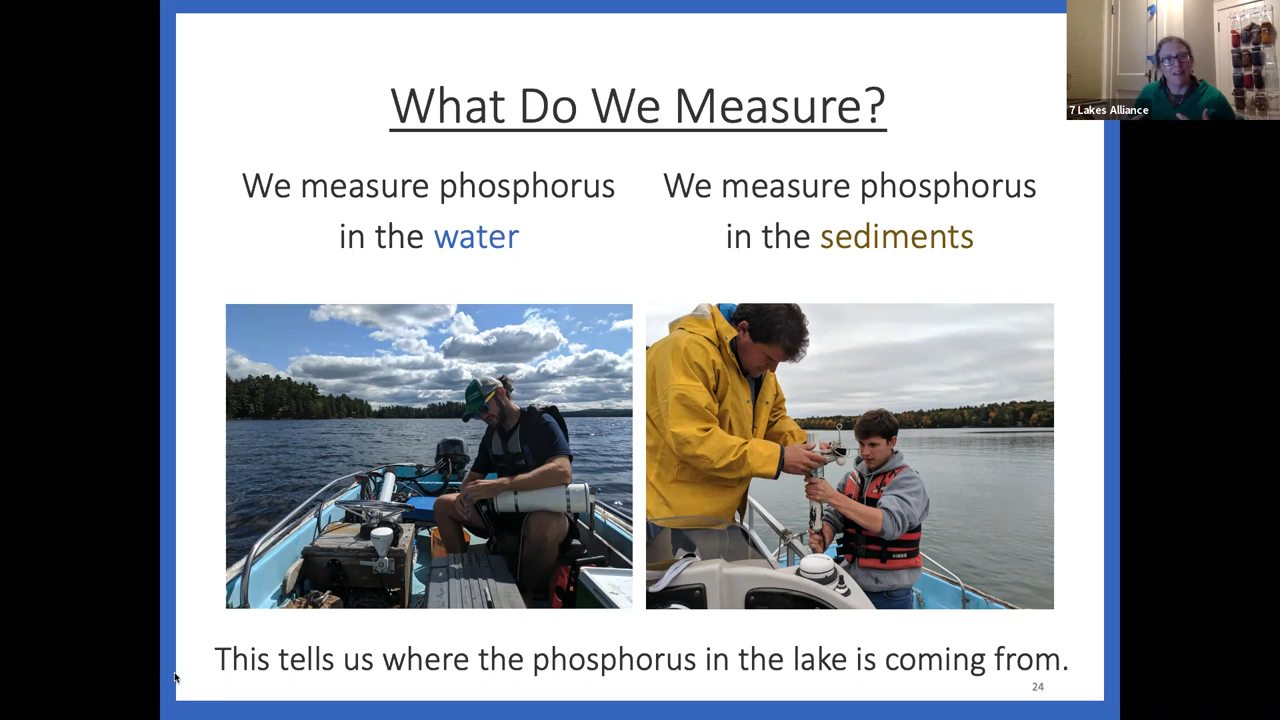 What Do We Measure?
We measure phosphorus
in the water
We measure phosphorus
in the sediments
This tells us where the phosphorus in the lake is coming from.
24
7 Lakes Alliance